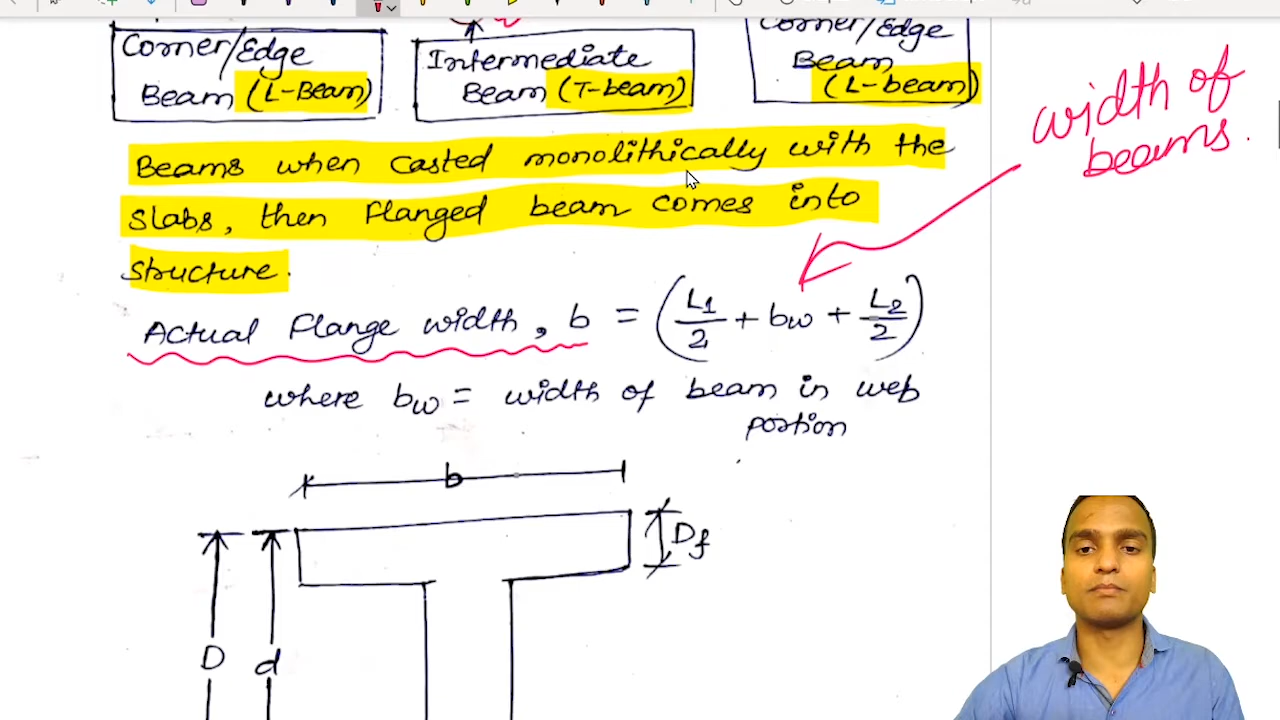 Corner/Edge
Beam (L-Beam)
Intermediate
Beam (T-beam)
Corner/Edge
Beam
(L-beam)
width of
beams.
Beams when casted monolithically with the
slabs, then flanged beam comes into
structure.
Actual Flange width, b = (L1/2 + bw + L2/2)
where bw = width of beam in web
portion
b
Df
D
d